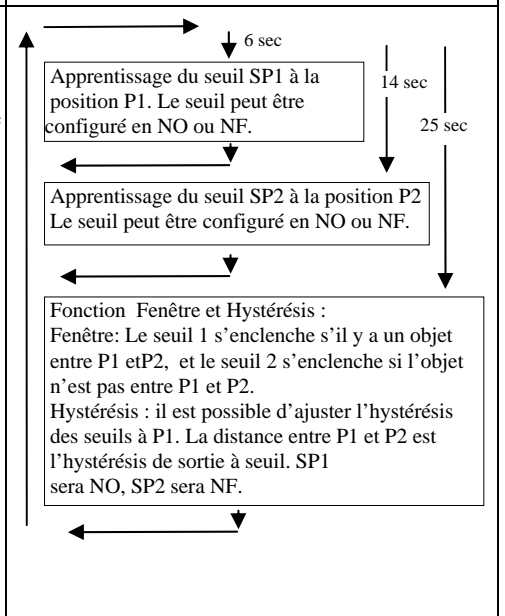 6 sec
Apprentissage du seuil SP1 à la
position P1. Le seuil peut être
configuré en NO ou NF.
14 sec
25 sec
Apprentissage du seuil SP2 à la position P2
Le seuil peut être configuré en NO ou NF.
Fonction Fenêtre et Hystérésis :
Fenêtre: Le seuil 1 s’enclenche s’il y a un objet
entre P1 etP2, et le seuil 2 s’enclenche si l’objet
n’est pas entre P1 et P2.
Hystérésis : il est possible d’ajuster l’hystérésis
des seuils à P1. La distance entre P1 et P2 est
l’hystérésis de sortie à seuil. SP1
sera NO, SP2 sera NF.